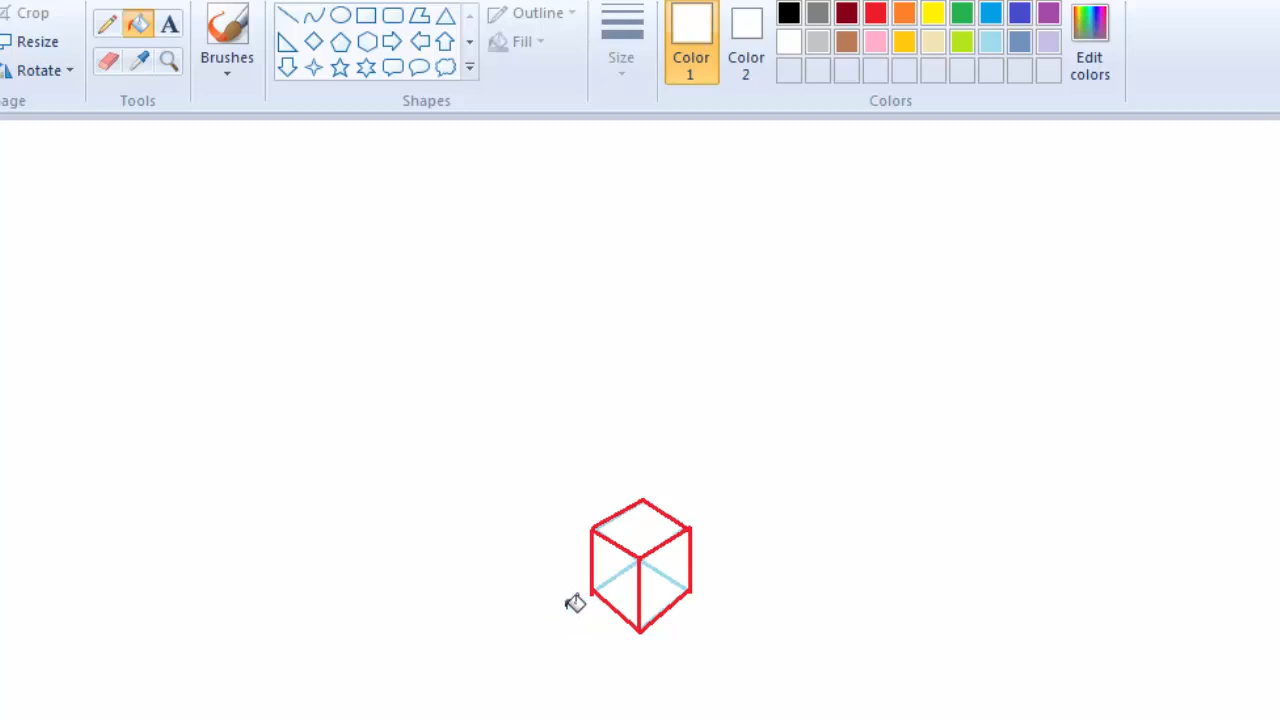 Crop
Resize
Rotate
age
A
Tools
Brushes
Shapes
Outline
Fill
Size
Color 1
Color 2
Colors
Edit colors